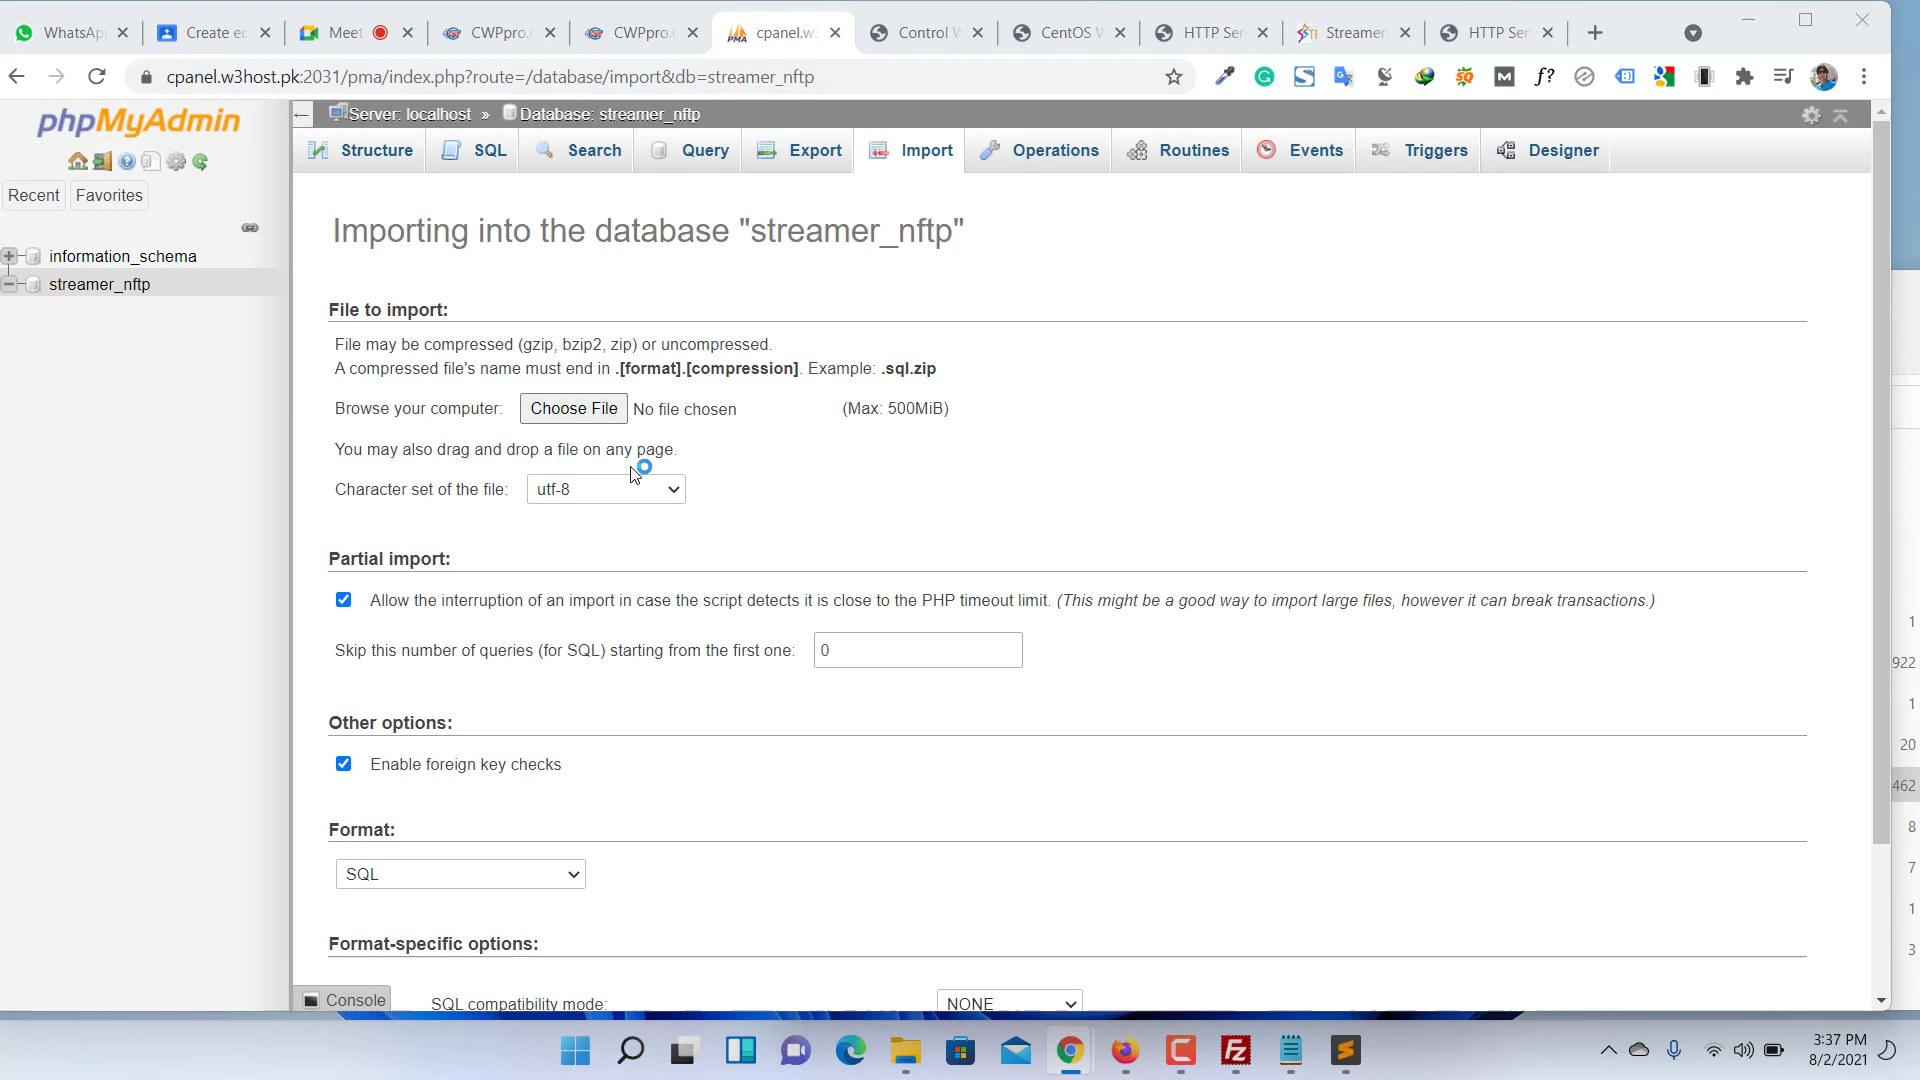 WhatsAp
Create ec
Meet
CWPpro.
CWPpro.
cpanel.w
Control W
CentOS V
HTTP Ser
Streamer
HTTP Ser
cpanel.w3host.pk:2031/pma/index.php?route=/database/import&db=streamer_nftp
phpMyAdmin
Recent
Favorites
information_schema
streamer_nftp
Server: localhost » Database: streamer_nftp
Structure
SQL
Search
Query
Export
Import
Operations
Routines
Events
Triggers
Designer
Importing into the database "streamer_nftp"
File to import:
File may be compressed (gzip, bzip2, zip) or uncompressed.
A compressed file's name must end in .[format].[compression]. Example: .sql.zip
Browse your computer: Choose File No file chosen (Max: 500MiB)
You may also drag and drop a file on any page.
Character set of the file: utf-8
Partial import:
Allow the interruption of an import in case the script detects it is close to the PHP timeout limit. (This might be a good way to import large files, however it can break transactions.)
Skip this number of queries (for SQL) starting from the first one: 0
Other options:
Enable foreign key checks
Format:
SQL
Format-specific options:
SQL compatibility mode: NONE
Console
1
922
1
20
462
8
7
1
3
3:37 PM
8/2/2021